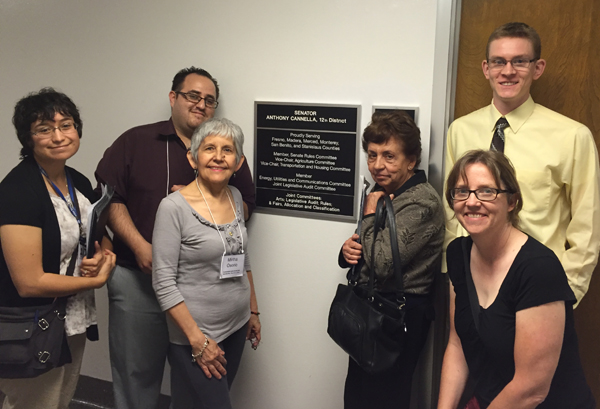 SENATOR
ANTHONY CANNELLA, 12th District
Proudly Serving
Fresno, Madera, Merced, Monterey,
San Benito, and Stanislaus Counties
Member, Senate Rules Committee
Vice-Chair, Agriculture Committee
Vice-Chair, Transportation and Housing Committee
Member
Energy, Utilities and Communications Committee
Joint Legislative Audit Committee
Joint Committees:
Arts, Legislative Audit, Rules,
& Fairs, Allocation and Classification